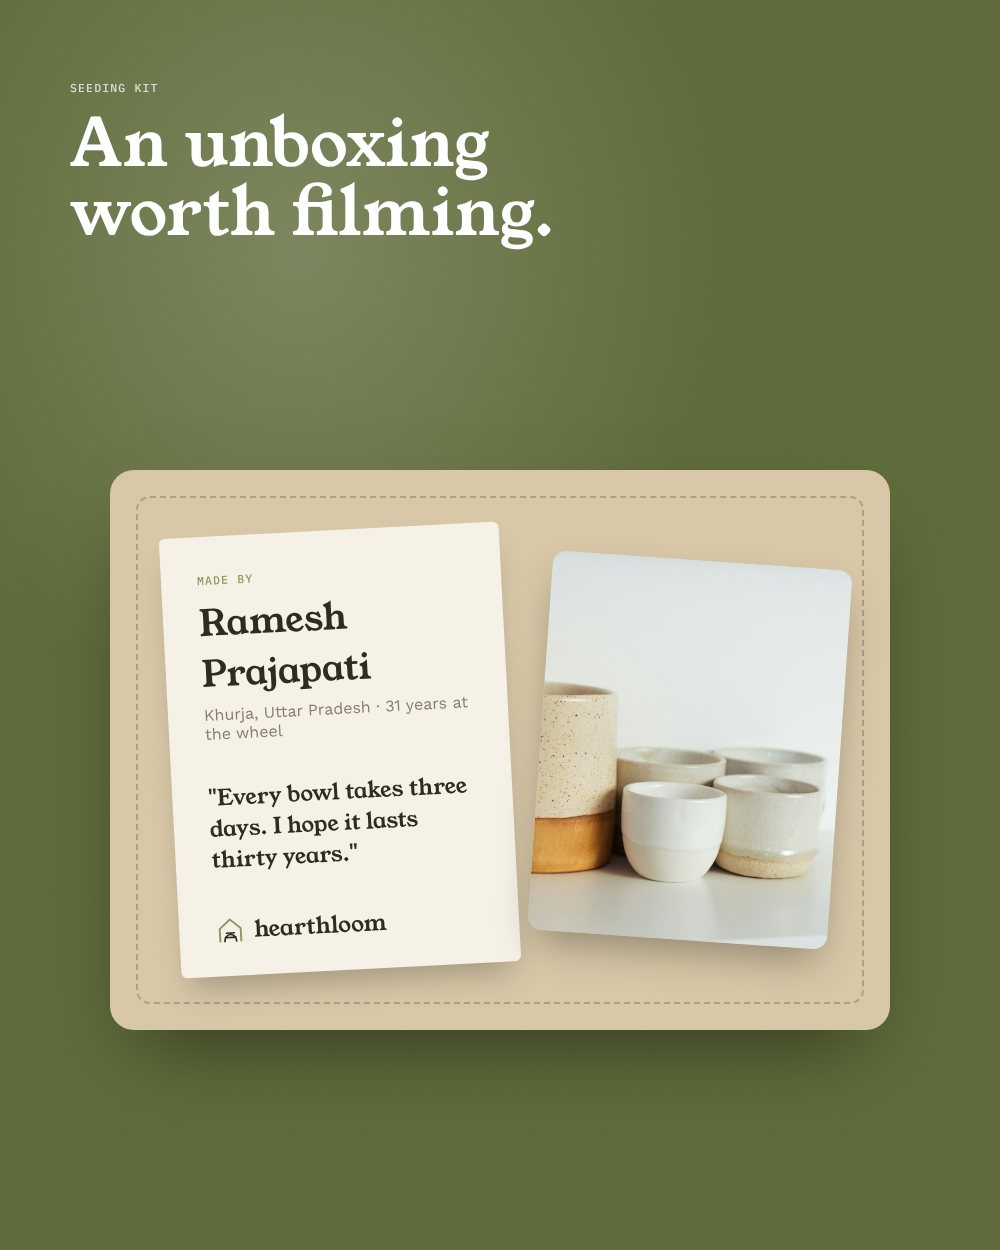 SEEDING KIT
An unboxing
worth filming.
MADE BY
Ramesh
Prajapati
Khurja, Uttar Pradesh · 31 years at
the wheel
"Every bowl takes three
days. I hope it lasts
thirty years."
hearthloom